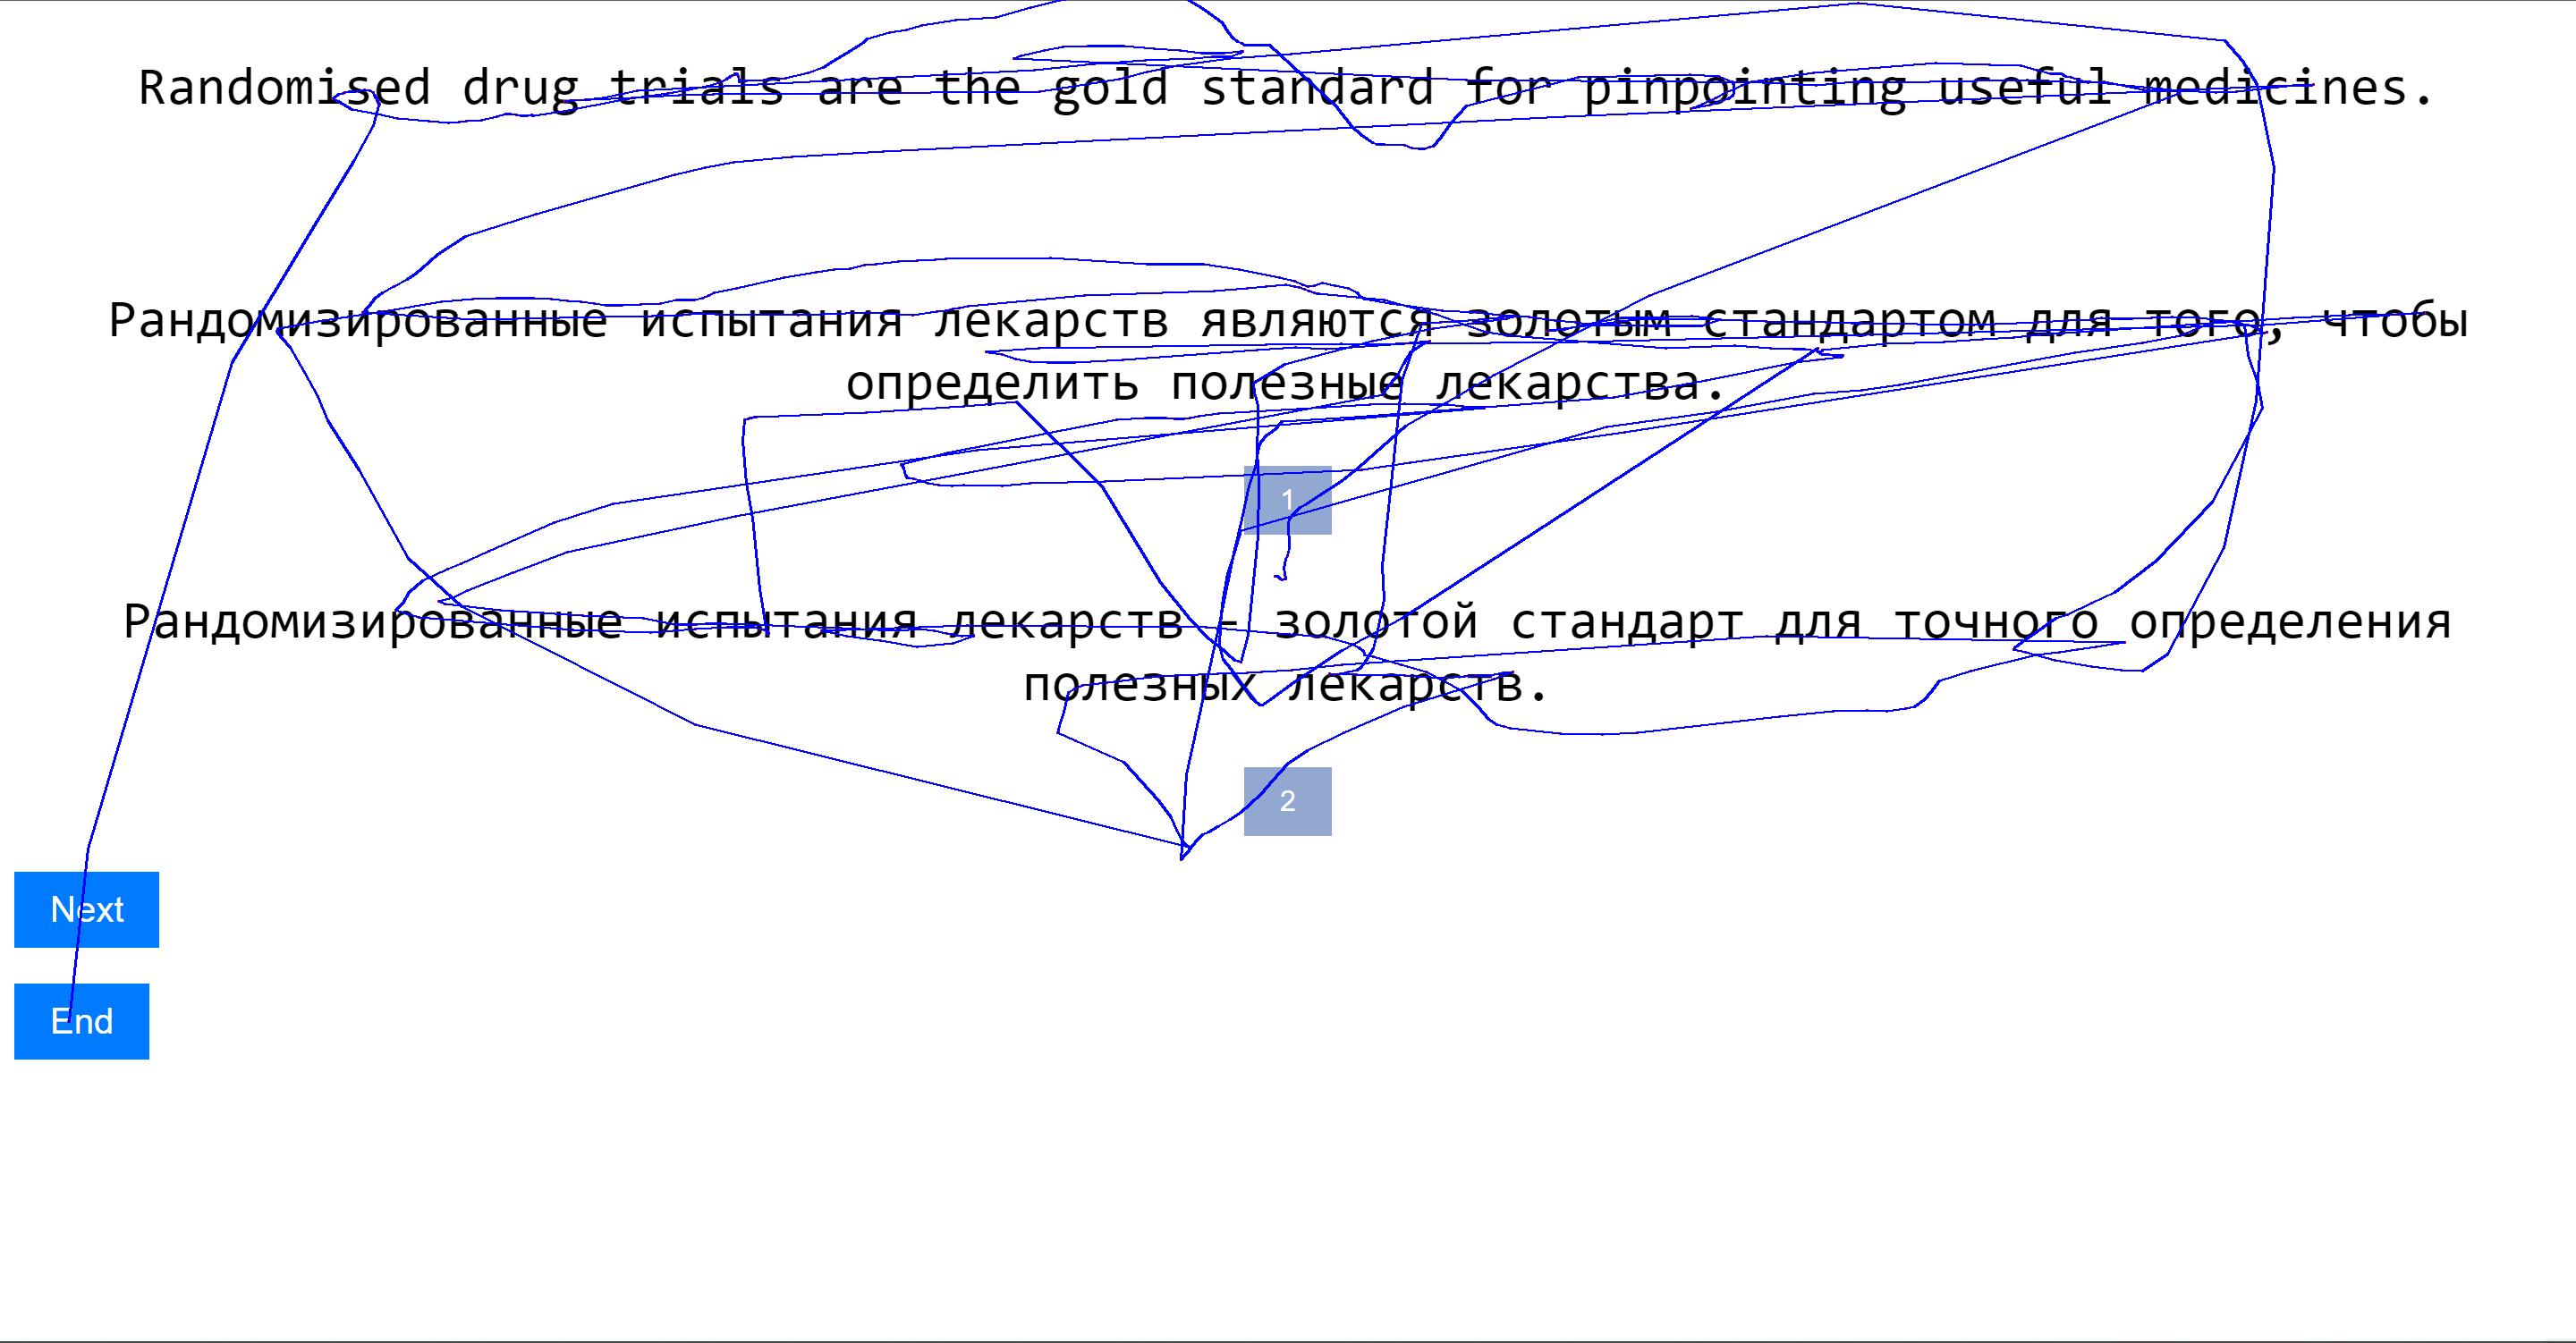 Randomised drug trials are the gold standard for pinpointing useful medicines.
Рандомизированные испытания лекарств являются золотым стандартом для того, чтобы
определить полезные лекарства.
1
Рандомизированные испытания лекарств – золотой стандарт для точного определения
полезных лекарств.
2
Next
End